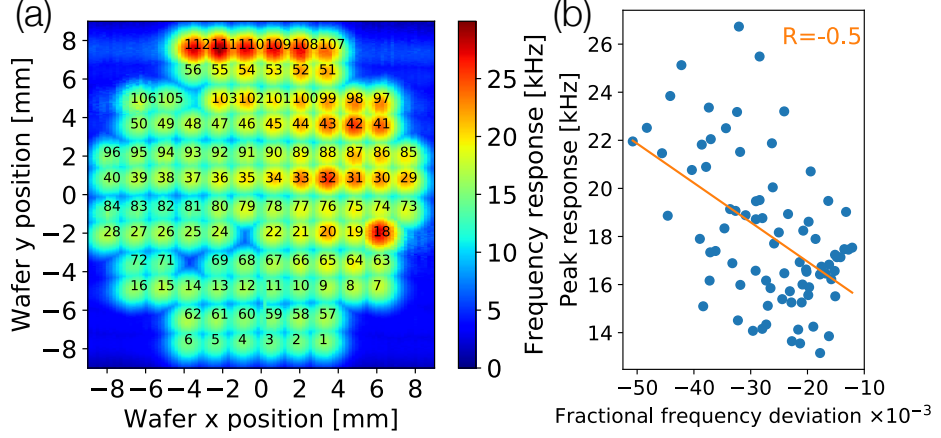 (a)
8
6
4
2
0
−2
−4
−6
−8
Wafer y position [mm]
112 111 110 109 108 107
56 55 54 53 52 51
106 105 103 102 101 100 99 98 97
50 49 48 47 46 45 44 43 42 41
96 95 94 93 92 91 90 89 88 87 86 85
40 39 38 37 36 35 34 33 32 31 30 29
84 83 82 81 80 79 78 77 76 75 74 73
28 27 26 25 24 22 21 20 19 18
72 71 69 68 67 66 65 64 63
16 15 14 13 12 11 10 9 8 7
62 61 60 59 58 57
6 5 4 3 2 1
−8 −6 −4 −2 0 2 4 6 8
Wafer x position [mm]
25
20
15
10
5
0
Frequency response [kHz]
(b)
R=-0.5
26
24
22
20
18
16
14
Peak response [kHz]
−50 −40 −30 −20 −10
Fractional frequency deviation ×10⁻³